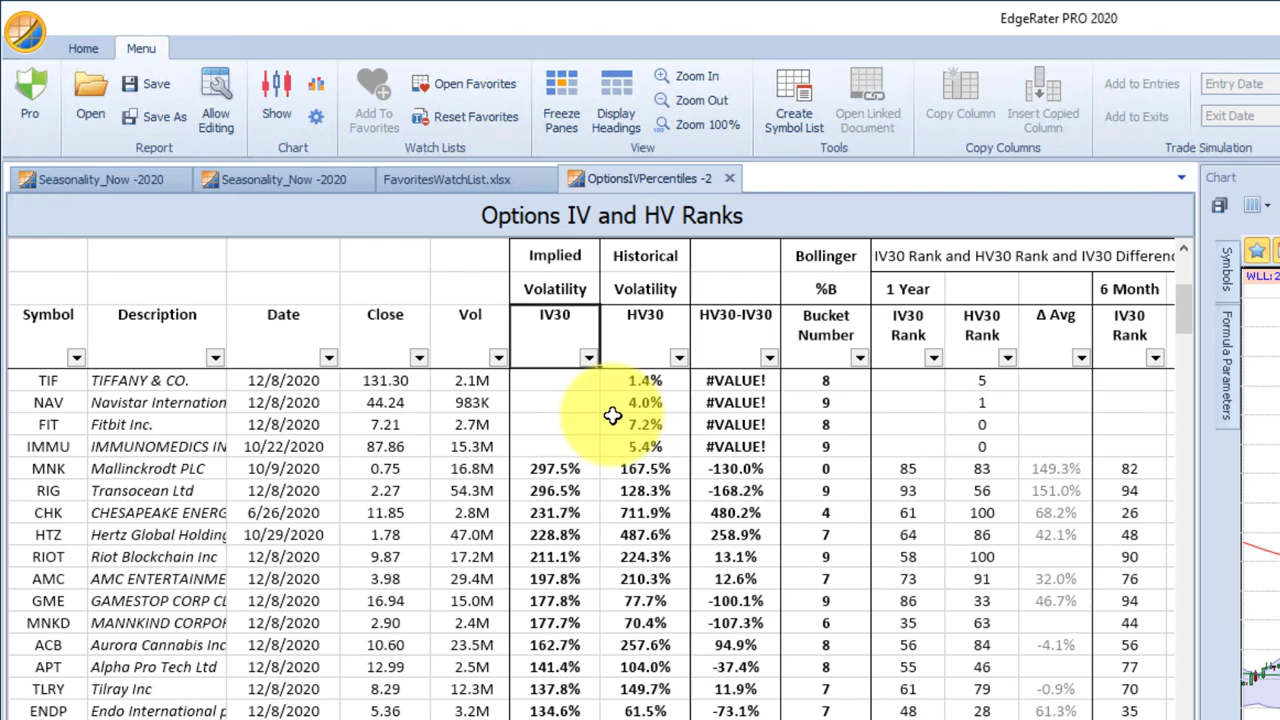 EdgeRater PRO 2020
Home Menu
Pro Open Save Save As Allow Editing Show Add To Favorites Open Favorites Reset Favorites Freeze Panes Display Headings Zoom In Zoom Out Zoom 100% Create Symbol List Open Linked Document Copy Column Insert Copied Column Add to Entries Add to Exits Entry Date Exit Date
Report Chart Watch Lists View Tools Copy Columns Trade Simulation
Seasonality_Now -2020 Seasonality_Now -2020 FavoritesWatchList.xlsx OptionsIVPercentiles -2 Chart
Options IV and HV Ranks
Implied Historical Bollinger IV30 Rank and HV30 Rank and IV30 Differenc
Volatility Volatility %B 1 Year 6 Month
Symbol Description Date Close Vol IV30 HV30 HV30-IV30 Bucket Number IV30 Rank HV30 Rank Δ Avg IV30 Rank
TIF TIFFANY & CO. 12/8/2020 131.30 2.1M 1.4% #VALUE! 8 5
NAV Navistar Internation 12/8/2020 44.24 983K 4.0% #VALUE! 9 1
FIT Fitbit Inc. 12/8/2020 7.21 2.7M 7.2% #VALUE! 8 0
IMMU IMMUNOMEDICS IN 10/22/2020 87.86 15.3M 5.4% #VALUE! 9 0
MNK Mallinckrodt PLC 10/9/2020 0.75 16.8M 297.5% 167.5% -130.0% 0 85 83 149.3% 82
RIG Transocean Ltd 12/8/2020 2.27 54.3M 296.5% 128.3% -168.2% 9 93 56 151.0% 94
CHK CHESAPEAKE ENERG 6/26/2020 11.85 2.8M 231.7% 711.9% 480.2% 4 61 100 68.2% 26
HTZ Hertz Global Holding 10/29/2020 1.78 47.0M 228.8% 487.6% 258.9% 7 64 86 42.1% 48
RIOT Riot Blockchain Inc 12/8/2020 9.87 17.2M 211.1% 224.3% 13.1% 9 58 100 90
AMC AMC ENTERTAINME 12/8/2020 3.98 29.4M 197.8% 210.3% 12.6% 7 73 91 32.0% 76
GME GAMESTOP CORP CL 12/8/2020 16.94 15.0M 177.8% 77.7% -100.1% 9 86 33 46.7% 94
MNKD MANNKIND CORPOR 12/8/2020 2.90 2.4M 177.7% 70.4% -107.3% 6 35 63 44
ACB Aurora Cannabis Inc 12/8/2020 10.60 23.5M 162.7% 257.6% 94.9% 8 56 84 -4.1% 56
APT Alpha Pro Tech Ltd 12/8/2020 12.99 2.5M 141.4% 104.0% -37.4% 8 55 46 77
TLRY Tilray Inc 12/8/2020 8.29 12.3M 137.8% 149.7% 11.9% 7 61 79 -0.9% 70
ENDP Endo International p 12/8/2020 5.36 3.2M 134.6% 61.5% -73.1% 7 48 28 61.3% 35
Symbols
Formula Parameters